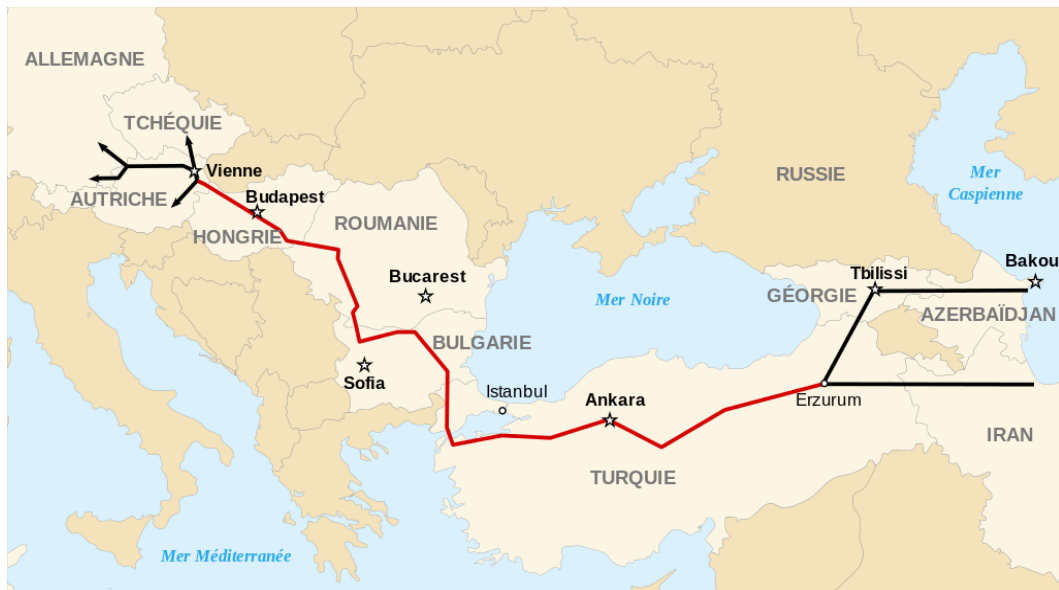 ALLEMAGNE
TCHÉQUIE
Vienne
AUTRICHE
Budapest
HONGRIE
ROUMANIE
Bucarest
BULGARIE
Sofia
Istanbul
Ankara
TURQUIE
Erzurum
Mer Noire
RUSSIE
Mer
Caspienne
Tbilissi
GÉORGIE
Bakou
AZERBAÏDJAN
IRAN
Mer Méditerranée